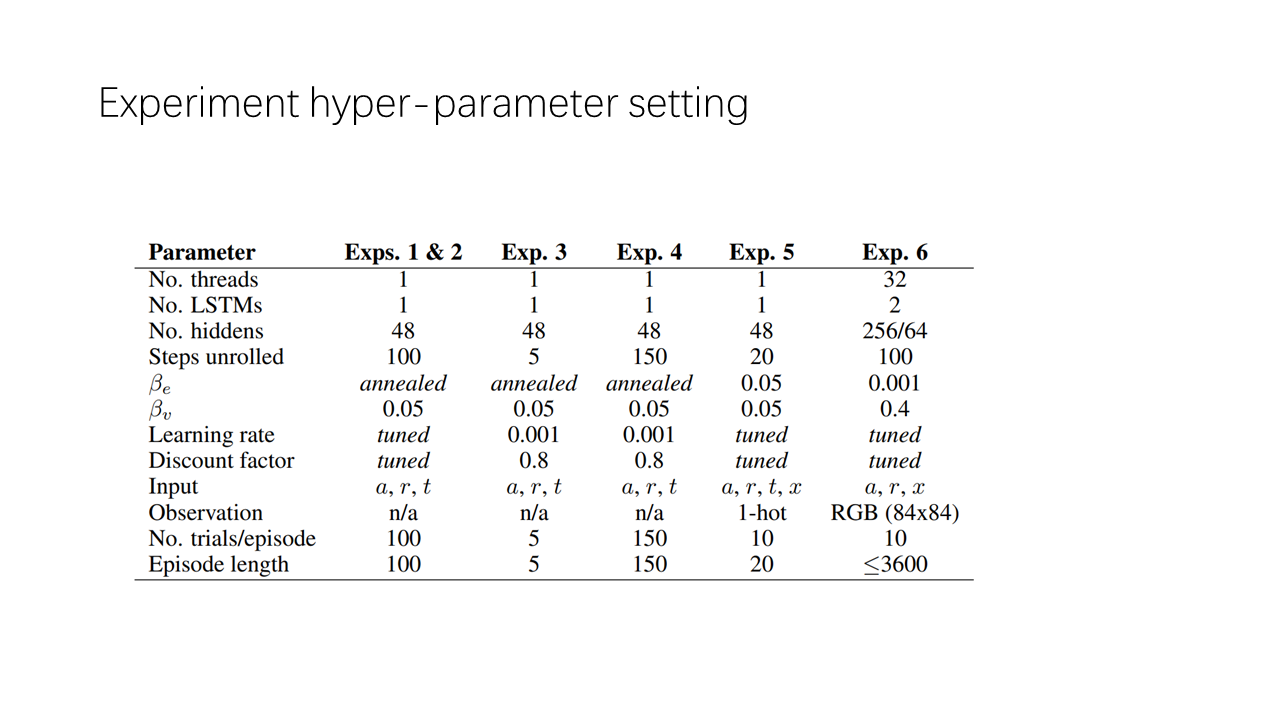 Experiment hyper-parameter setting
Parameter Exps. 1 & 2 Exp. 3 Exp. 4 Exp. 5 Exp. 6
No. threads 1 1 1 1 32
No. LSTMs 1 1 1 1 2
No. hiddens 48 48 48 48 256/64
Steps unrolled 100 5 150 20 100
βe annealed annealed annealed 0.05 0.001
βv 0.05 0.05 0.05 0.05 0.4
Learning rate tuned 0.001 0.001 tuned tuned
Discount factor tuned 0.8 0.8 tuned tuned
Input a, r, t a, r, t a, r, t a, r, t, x a, r, x
Observation n/a n/a n/a 1-hot RGB (84x84)
No. trials/episode 100 5 150 10 10
Episode length 100 5 150 20 ≤3600